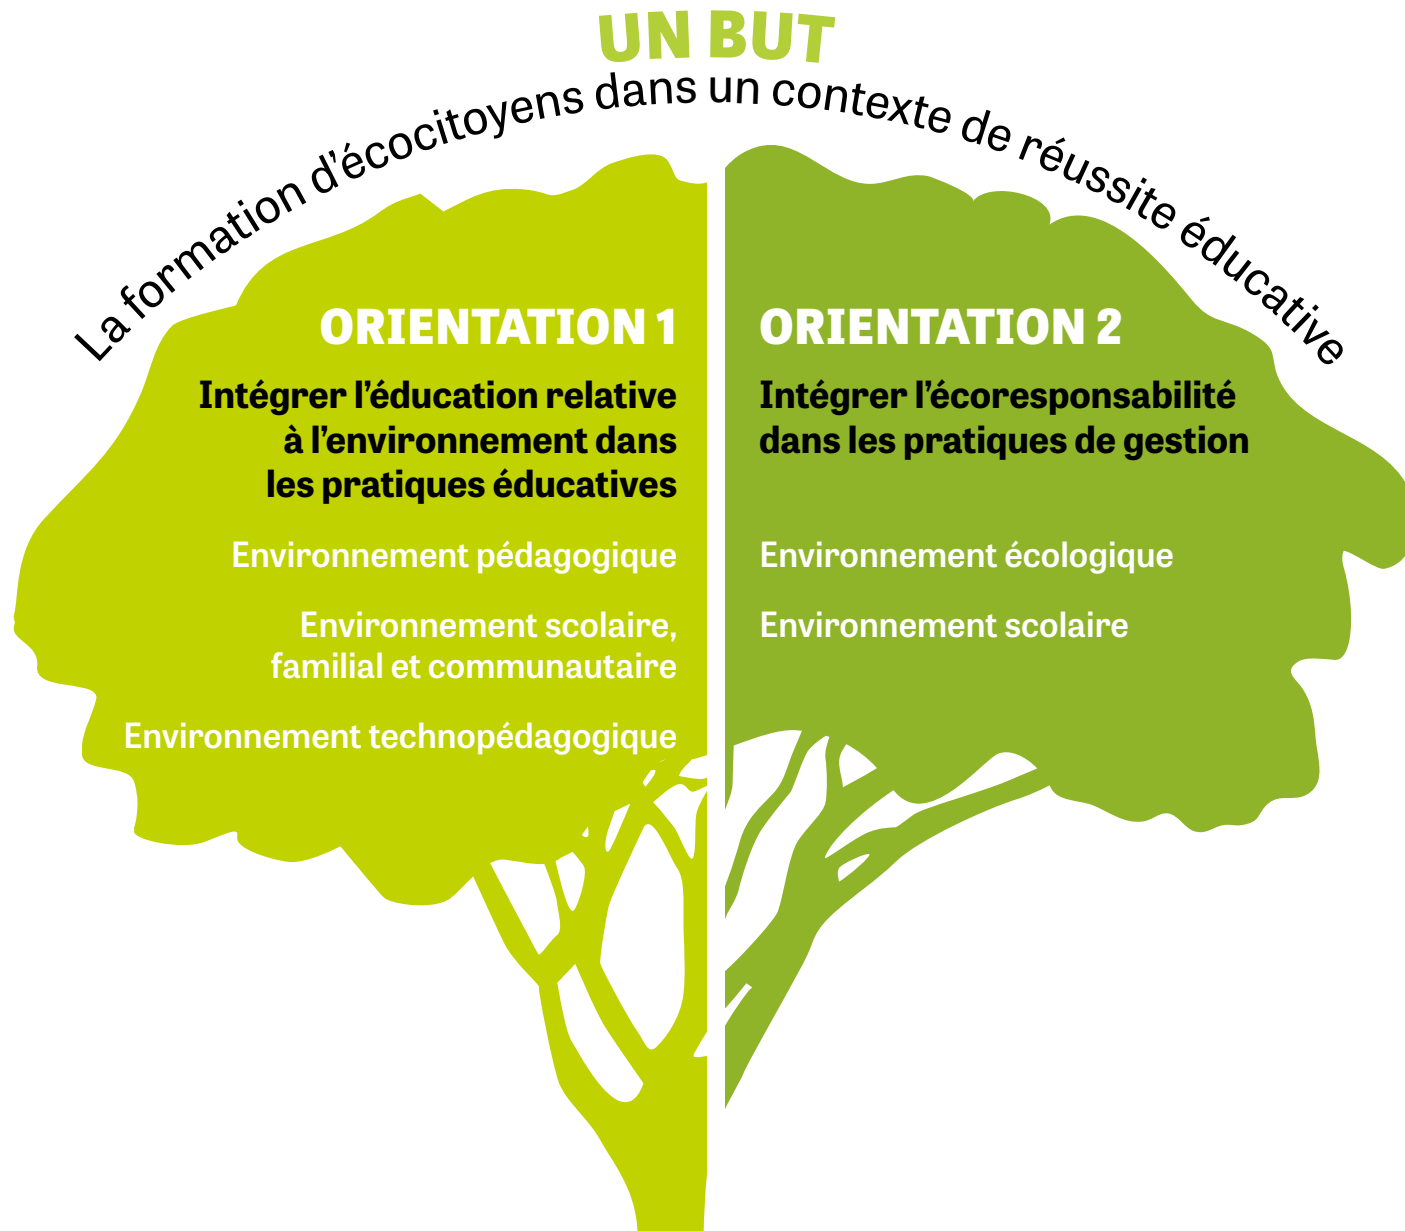 UN BUT
La formation d’écocitoyens dans un contexte de réussite éducative
ORIENTATION 1
Intégrer l’éducation relative
à l’environnement dans
les pratiques éducatives
Environnement pédagogique
Environnement scolaire,
familial et communautaire
Environnement technopédagogique
ORIENTATION 2
Intégrer l’écoresponsabilité
dans les pratiques de gestion
Environnement écologique
Environnement scolaire